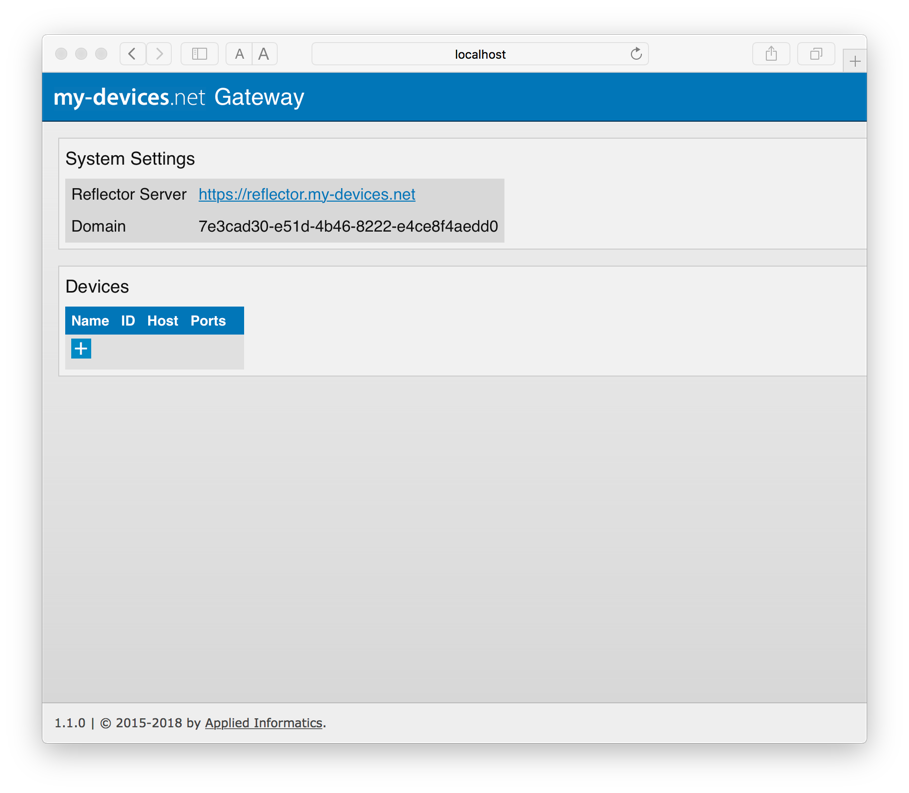 A A localhost
my-devices.net Gateway
System Settings
Reflector Server https://reflector.my-devices.net
Domain 7e3cad30-e51d-4b46-8222-e4ce8f4aedd0
Devices
Name ID Host Ports
1.1.0 | © 2015-2018 by Applied Informatics.